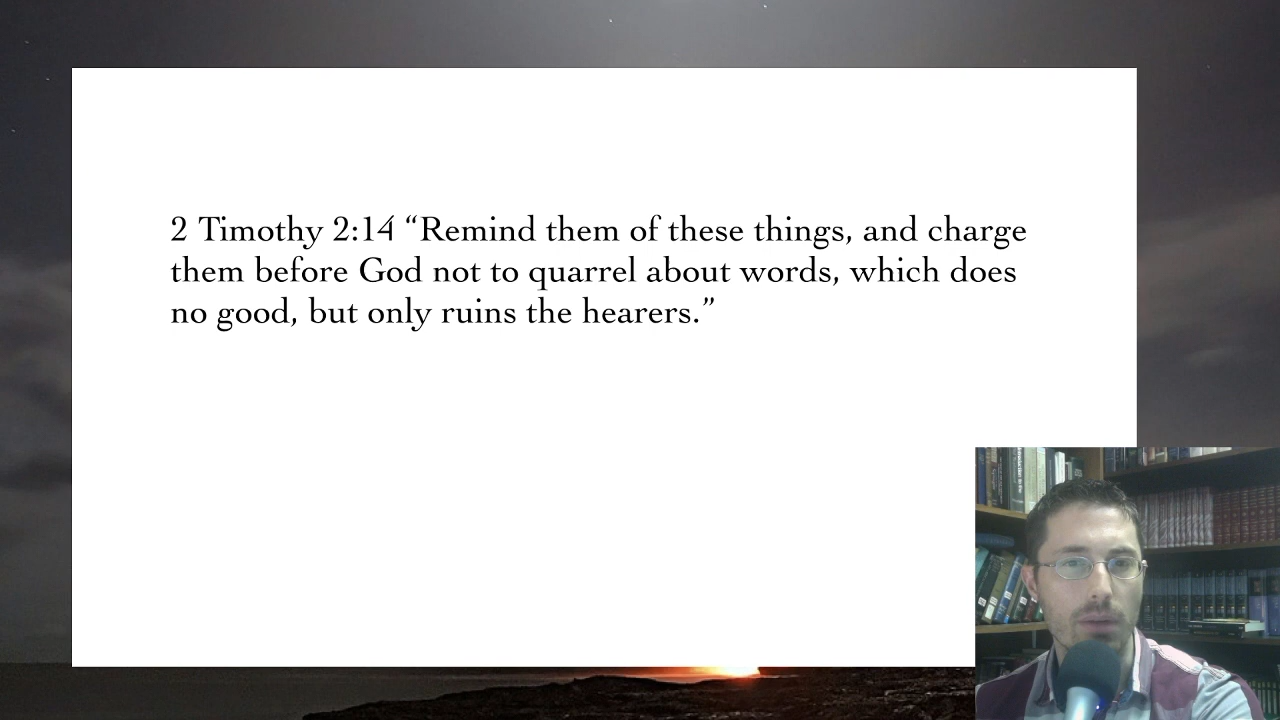 2 Timothy 2:14 “Remind them of these things, and charge
them before God not to quarrel about words, which does
no good, but only ruins the hearers.”